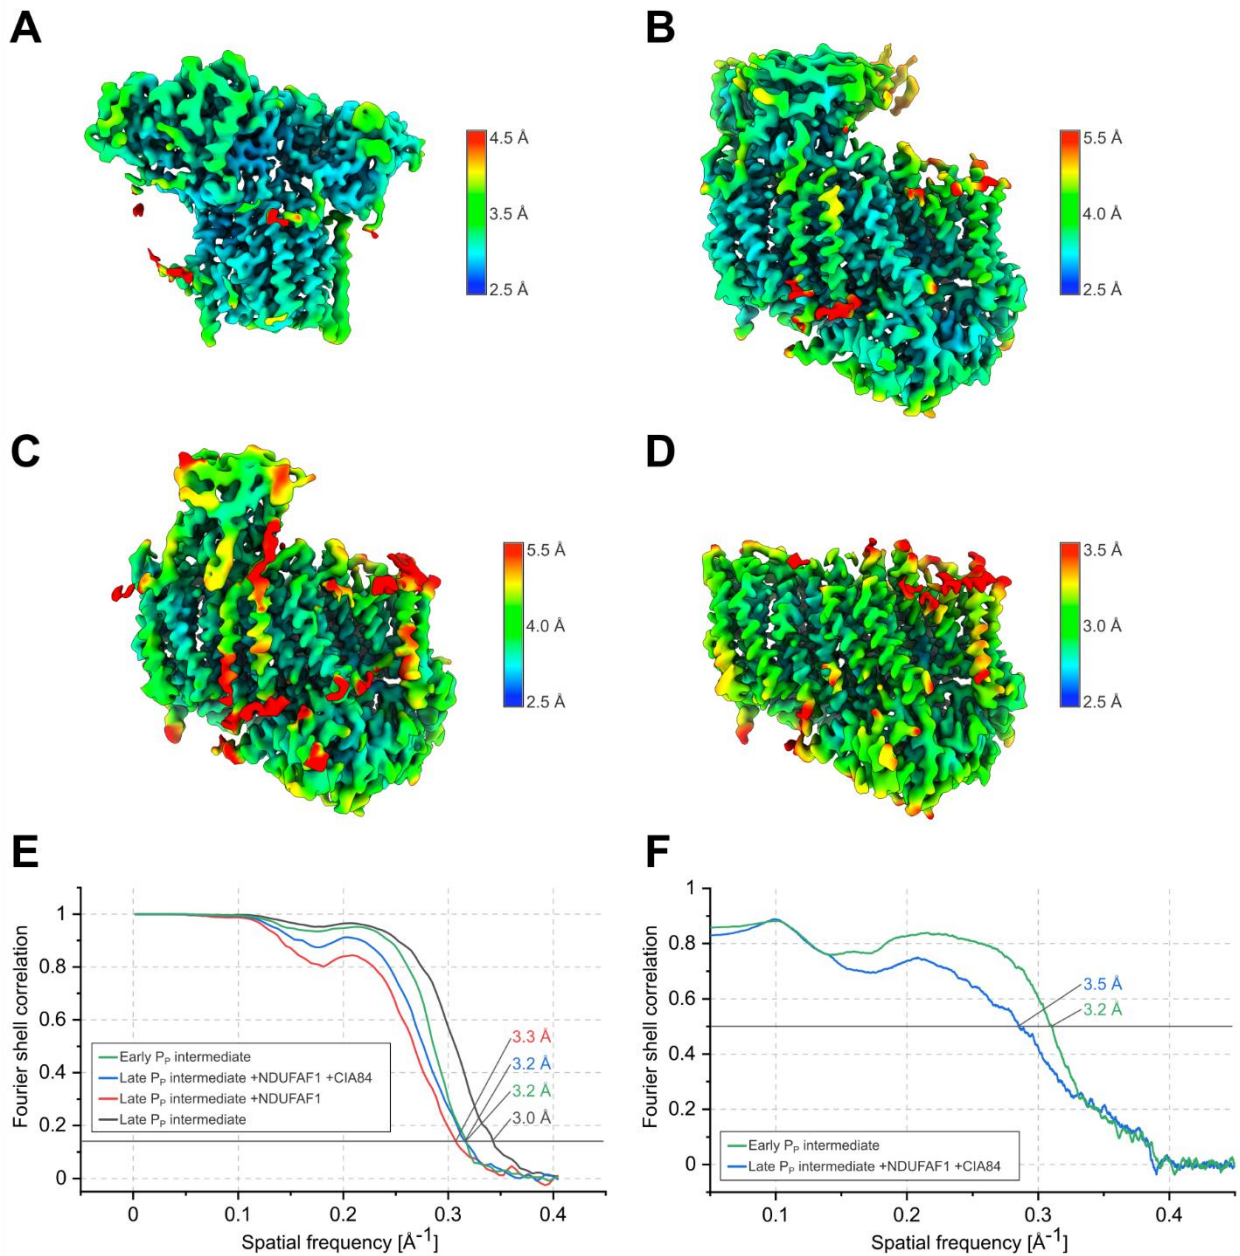 A
B
4.5 Å
3.5 Å
2.5 Å
5.5 Å
4.0 Å
2.5 Å
C
D
5.5 Å
4.0 Å
2.5 Å
3.5 Å
3.0 Å
2.5 Å
E
1
0.8
0.6
0.4
0.2
0
Fourier shell correlation
3.3 Å
3.2 Å
3.2 Å
3.0 Å
Early Pₚ intermediate
Late Pₚ intermediate +NDUFAF1 +CIA84
Late Pₚ intermediate +NDUFAF1
Late Pₚ intermediate
0 0.1 0.2 0.3 0.4
Spatial frequency [Å⁻¹]
F
1
0.8
0.6
0.4
0.2
0
Fourier shell correlation
3.5 Å
3.2 Å
Early Pₚ intermediate
Late Pₚ intermediate +NDUFAF1 +CIA84
0.1 0.2 0.3 0.4
Spatial frequency [Å⁻¹]